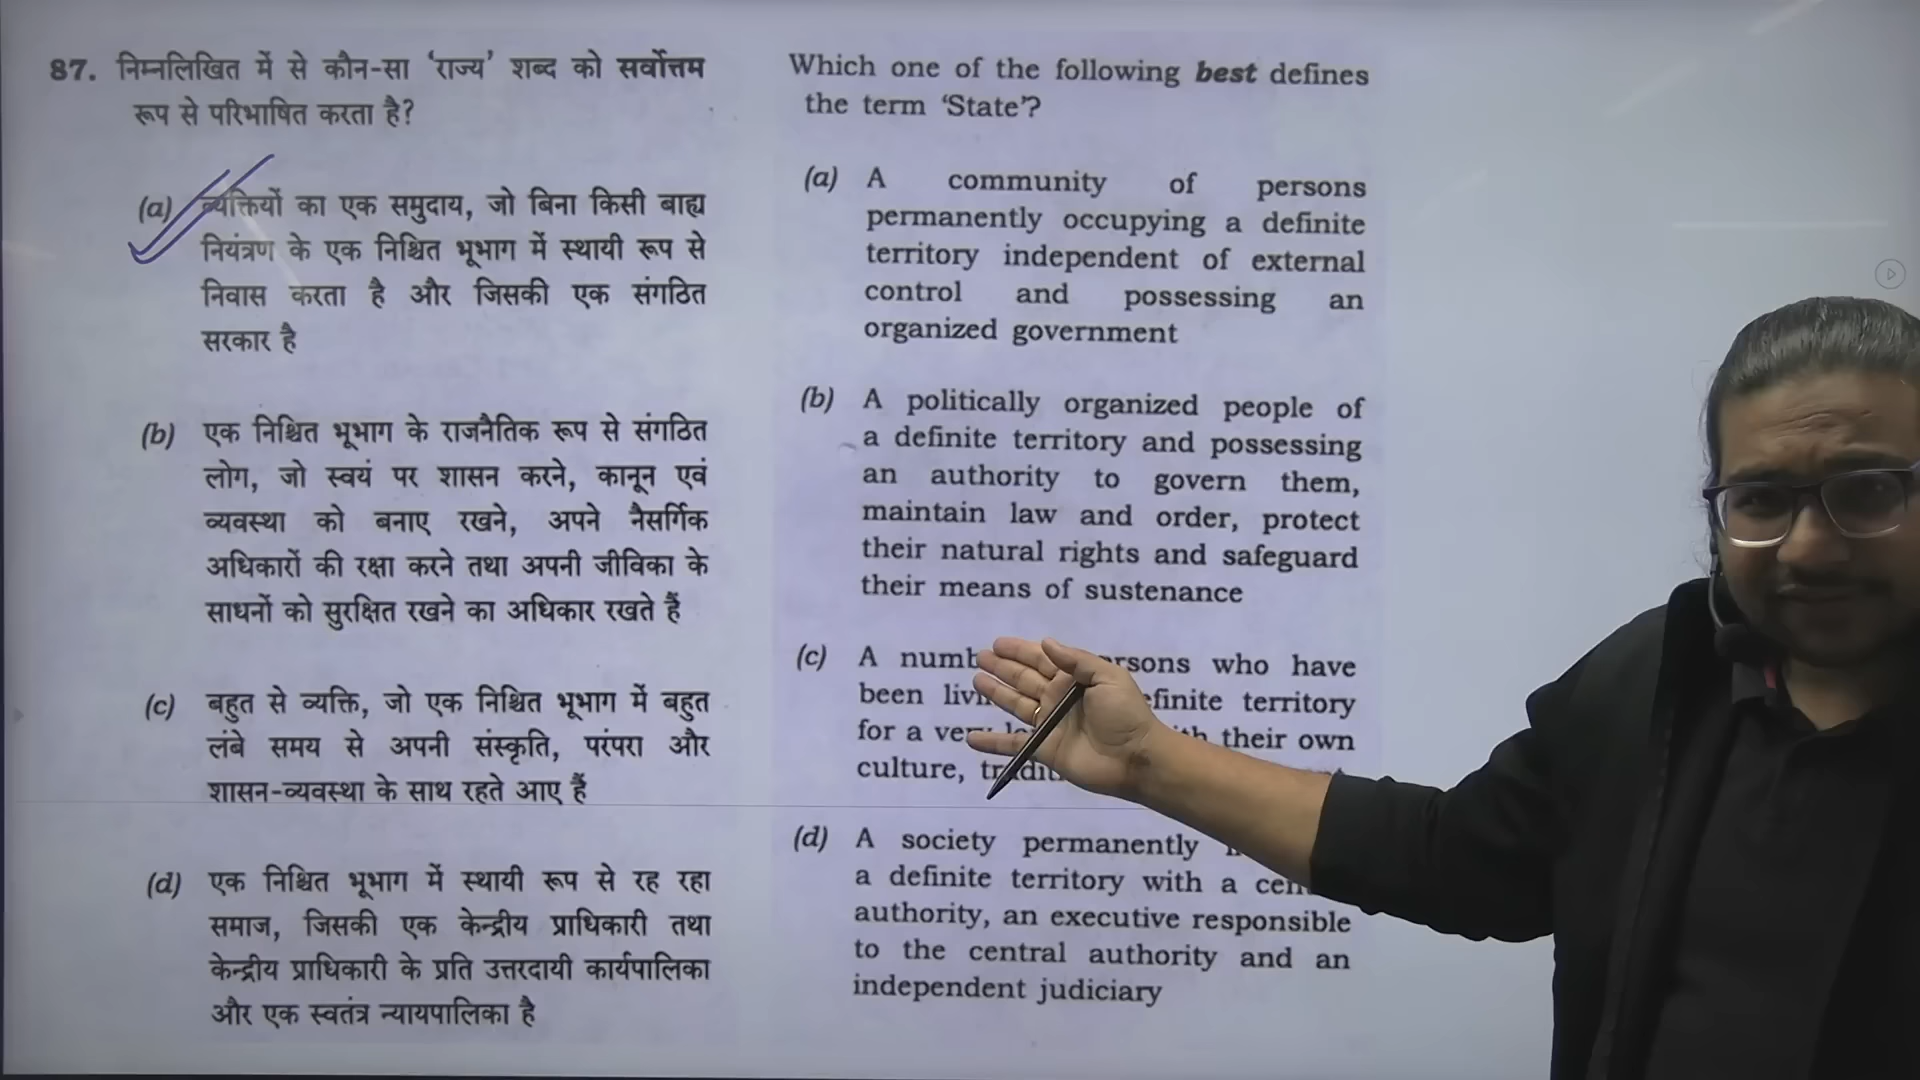 87. निम्नलिखित में से कौन-सा ‘राज्य’ शब्द को सर्वोत्तम
रूप से परिभाषित करता है?
(a) व्यक्तियों का एक समुदाय, जो बिना किसी बाह्य
नियंत्रण के एक निश्चित भूभाग में स्थायी रूप से
निवास करता है और जिसकी एक संगठित
सरकार है
(b) एक निश्चित भूभाग के राजनैतिक रूप से संगठित
लोग, जो स्वयं पर शासन करने, कानून एवं
व्यवस्था को बनाए रखने, अपने नैसर्गिक
अधिकारों की रक्षा करने तथा अपनी जीविका के
साधनों को सुरक्षित रखने का अधिकार रखते हैं
(c) बहुत से व्यक्ति, जो एक निश्चित भूभाग में बहुत
लंबे समय से अपनी संस्कृति, परंपरा और
शासन-व्यवस्था के साथ रहते आए हैं
(d) एक निश्चित भूभाग में स्थायी रूप से रह रहा
समाज, जिसकी एक केन्द्रीय प्राधिकारी तथा
केन्द्रीय प्राधिकारी के प्रति उत्तरदायी कार्यपालिका
और एक स्वतंत्र न्यायपालिका है
Which one of the following best defines
the term ‘State’?
(a) A community of persons
permanently occupying a definite
territory independent of external
control and possessing an
organized government
(b) A politically organized people of
a definite territory and possessing
an authority to govern them,
maintain law and order, protect
their natural rights and safeguard
their means of sustenance
(c) A who have
been territory
for a their own
culture,
(d) A society permanently
a definite territory with a
authority, an executive responsible
to the central authority and an
independent judiciary